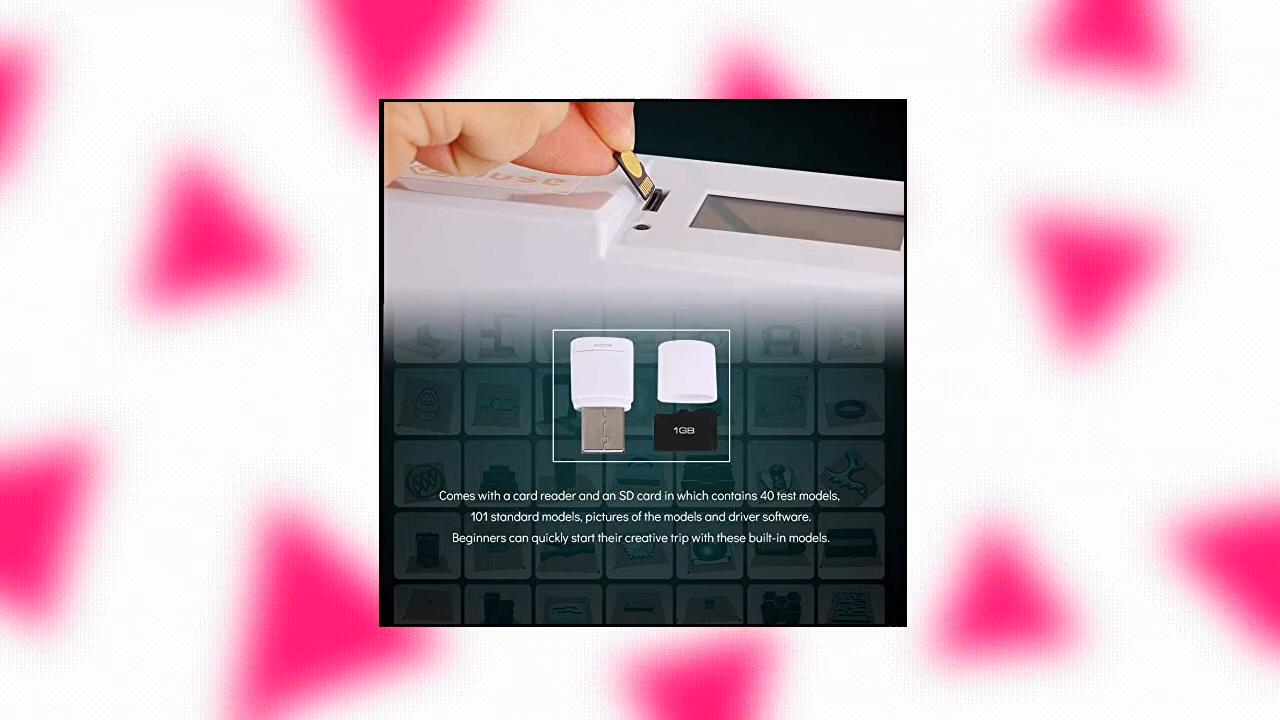 1GB
Comes with a card reader and an SD card in which contains 40 test models,
101 standard models, pictures of the models and driver software.
Beginners can quickly start their creative trip with these built-in models.